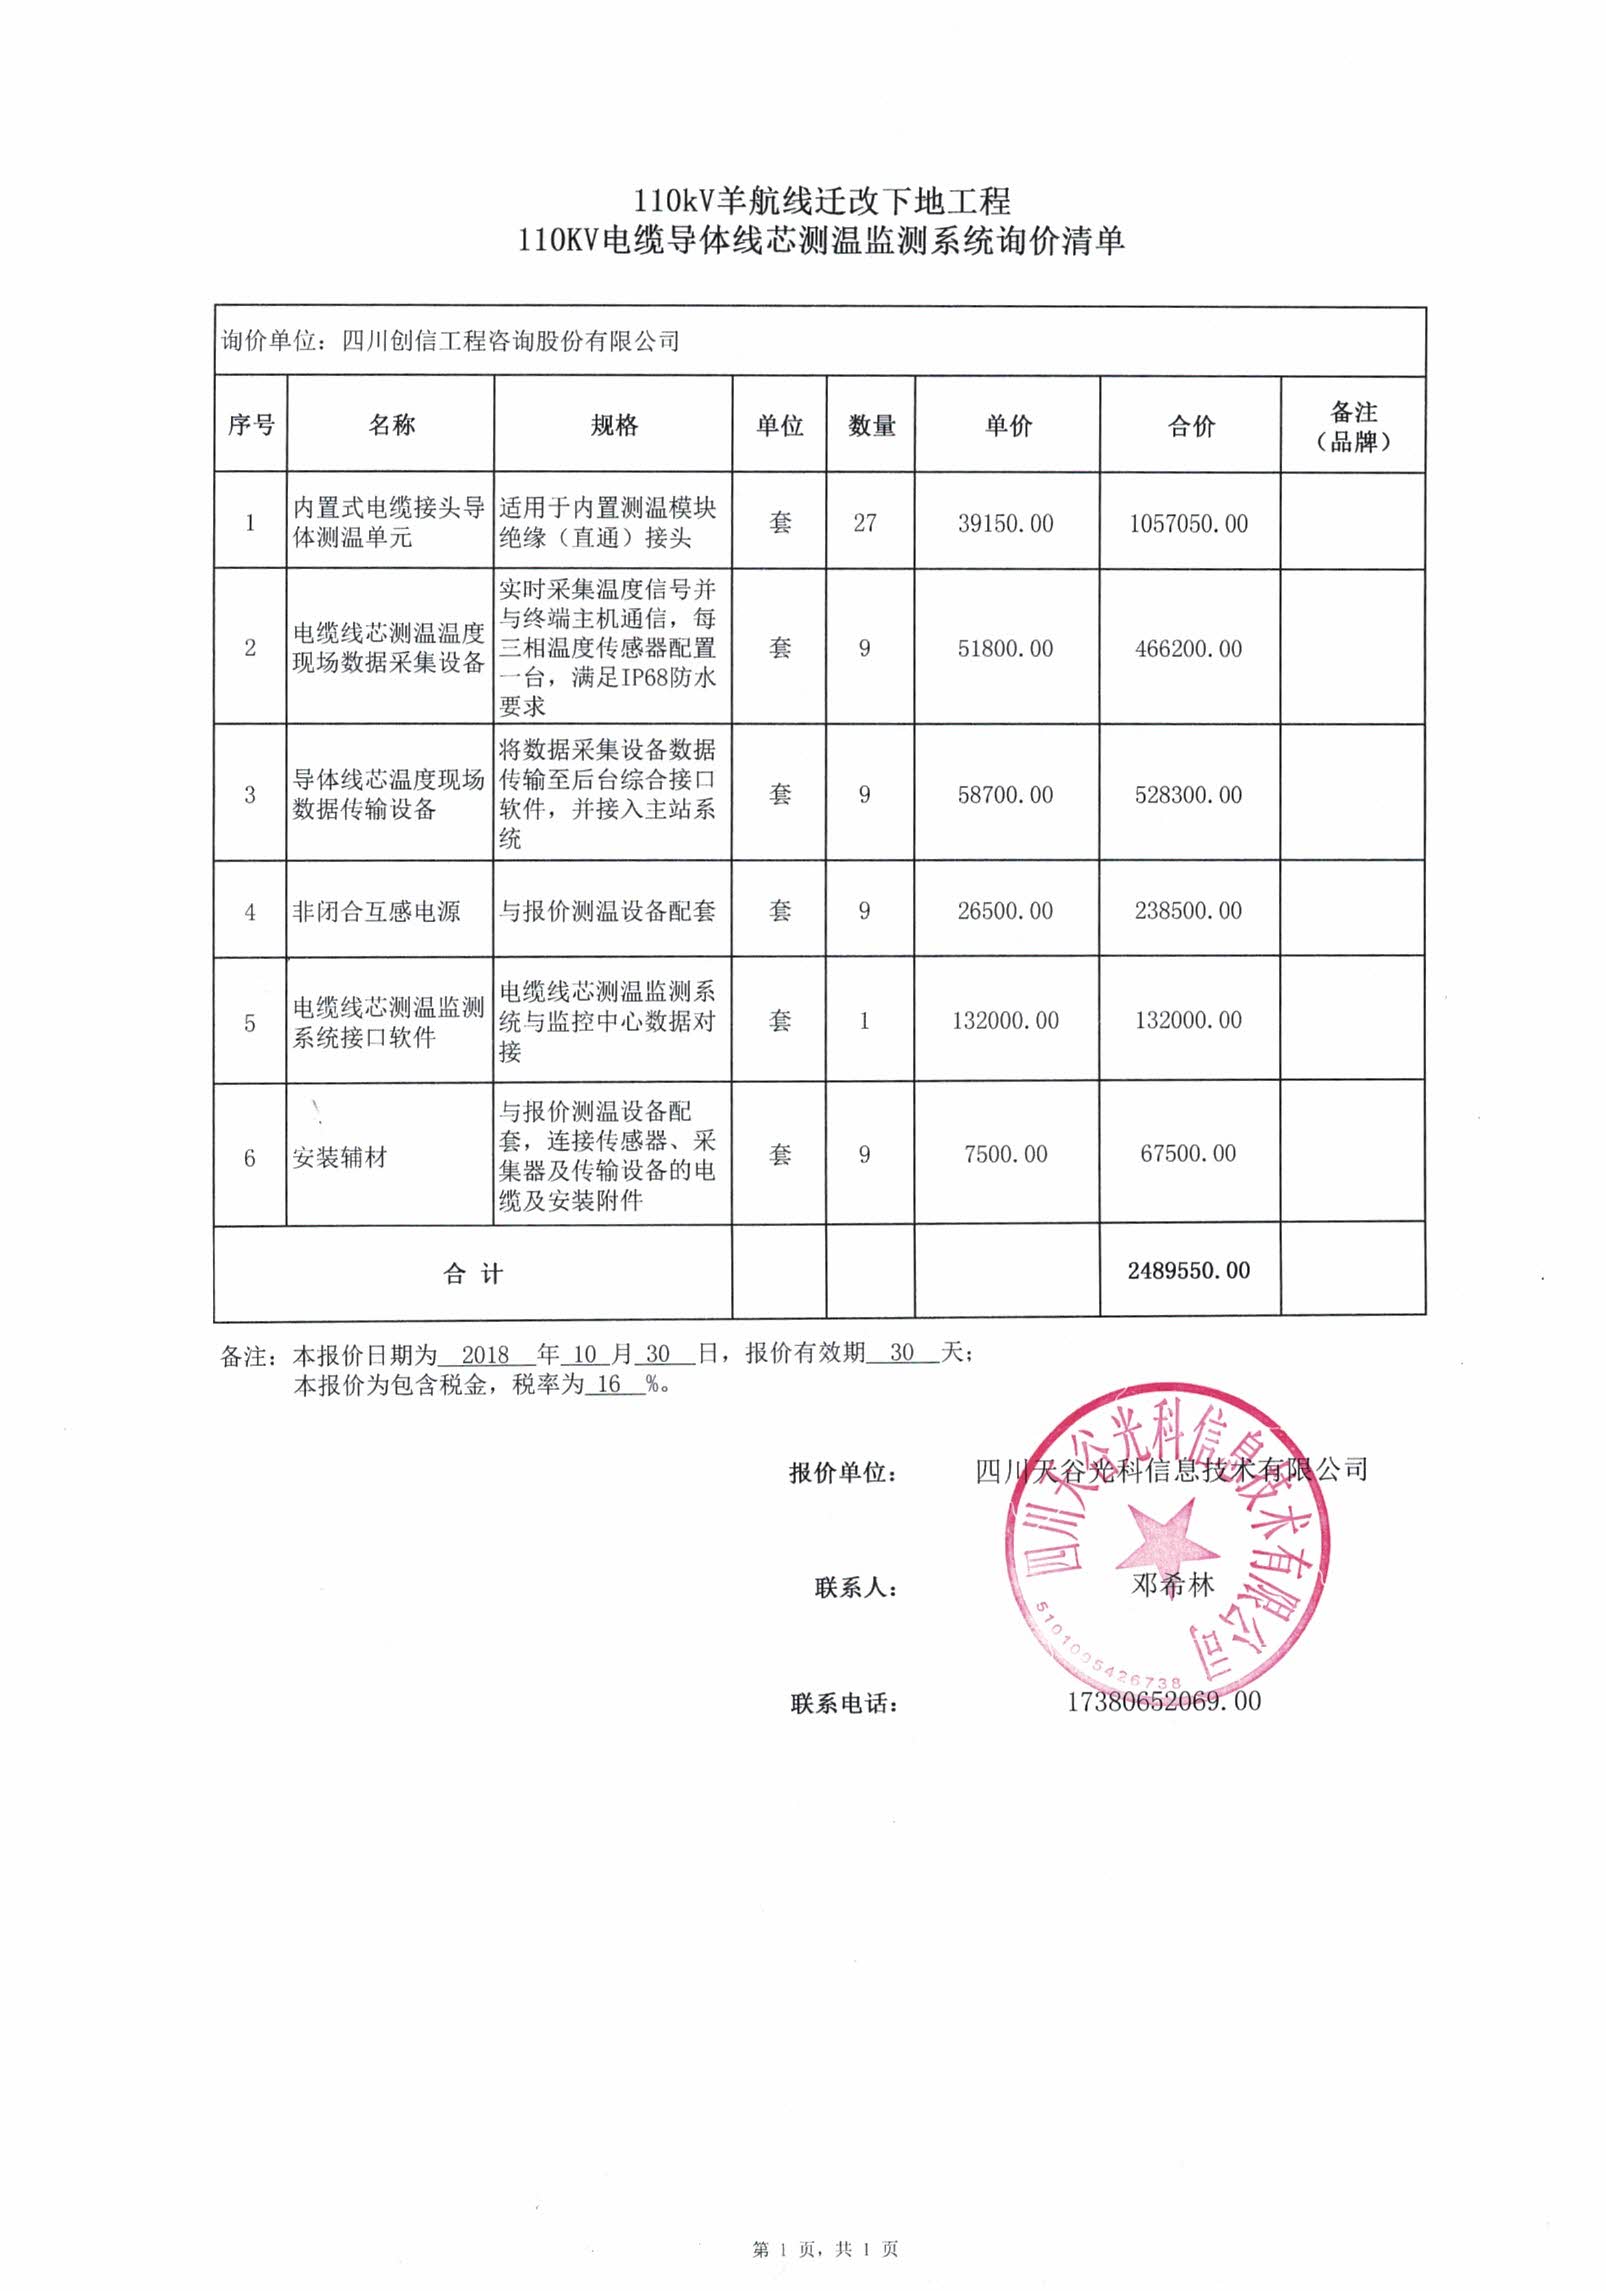 110kV羊航线迁改下地工程
110KV电缆导体线芯测温监测系统询价清单
询价单位：四川创信工程咨询股份有限公司
序号 名称 规格 单位 数量 单价 合价 备注
（品牌）
1 内置式电缆接头导 适用于内置测温模块 套 27 39150.00 1057050.00
体测温单元 绝缘（直通）接头
实时采集温度信号并
与终端主机通信，每
2 电缆线芯测温温度 三相温度传感器配置 套 9 51800.00 466200.00
现场数据采集设备 一台，满足IP68防水
要求
将数据采集设备数据
3 导体线芯温度现场 传输至后台综合接口 套 9 58700.00 528300.00
数据传输设备 软件，并接入主站系
统
4 非闭合互感电源 与报价测温设备配套 套 9 26500.00 238500.00
电缆线芯测温监测系
5 电缆线芯测温监测 统与监控中心数据对 套 1 132000.00 132000.00
系统接口软件 接
与报价测温设备配
套，连接传感器、采
6 安装辅材 集器及传输设备的电 套 9 7500.00 67500.00
缆及安装附件
合 计 2489550.00
备注：本报价日期为 2018 年 10 月 30 日，报价有效期 30 天；
本报价为包含税金，税率为 16 %。
报价单位： 四川天谷光科信息技术有限公司
联系人： 邓希林
联系电话： 17380652069.00
四川天谷光科信息技术有限公司
5101095426738
第 1 页，共 1 页